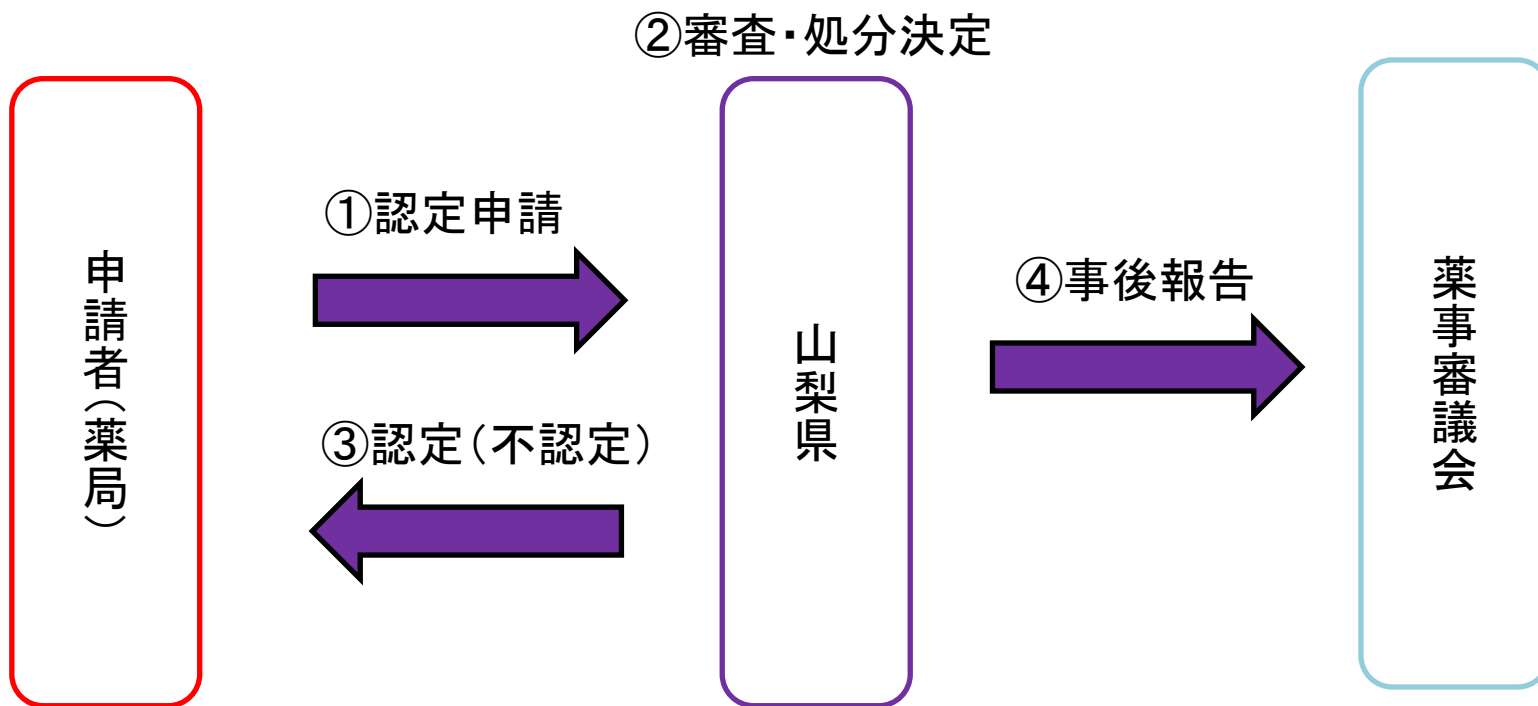 ②審査・処分決定
申請者(薬局)
①認定申請
③認定(不認定)
山梨県
④事後報告
薬事審議会